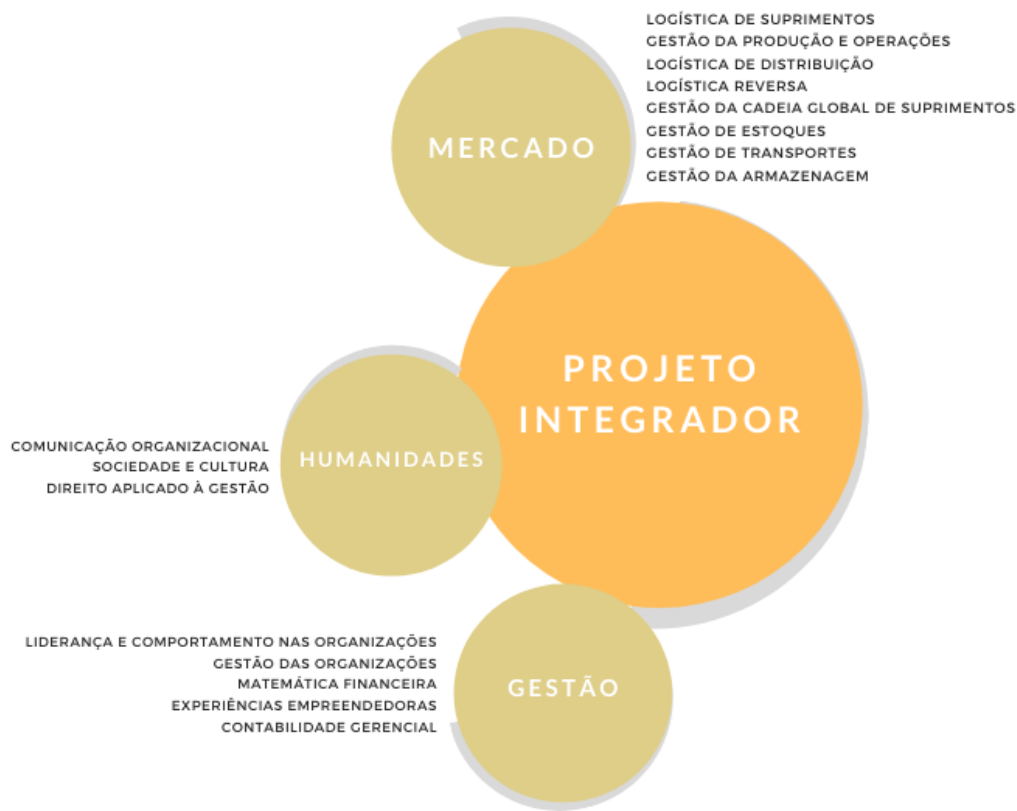 LOGÍSTICA DE SUPRIMENTOS
GESTÃO DA PRODUÇÃO E OPERAÇÕES
LOGÍSTICA DE DISTRIBUIÇÃO
LOGÍSTICA REVERSA
GESTÃO DA CADEIA GLOBAL DE SUPRIMENTOS
GESTÃO DE ESTOQUES
GESTÃO DE TRANSPORTES
GESTÃO DA ARMAZENAGEM
MERCADO
PROJETO
INTEGRADOR
COMUNICAÇÃO ORGANIZACIONAL
SOCIEDADE E CULTURA
DIREITO APLICADO À GESTÃO
HUMANIDADES
LIDERANÇA E COMPORTAMENTO NAS ORGANIZAÇÕES
GESTÃO DAS ORGANIZAÇÕES
MATEMÁTICA FINANCEIRA
EXPERIÊNCIAS EMPREENDEDORAS
CONTABILIDADE GERENCIAL
GESTÃO